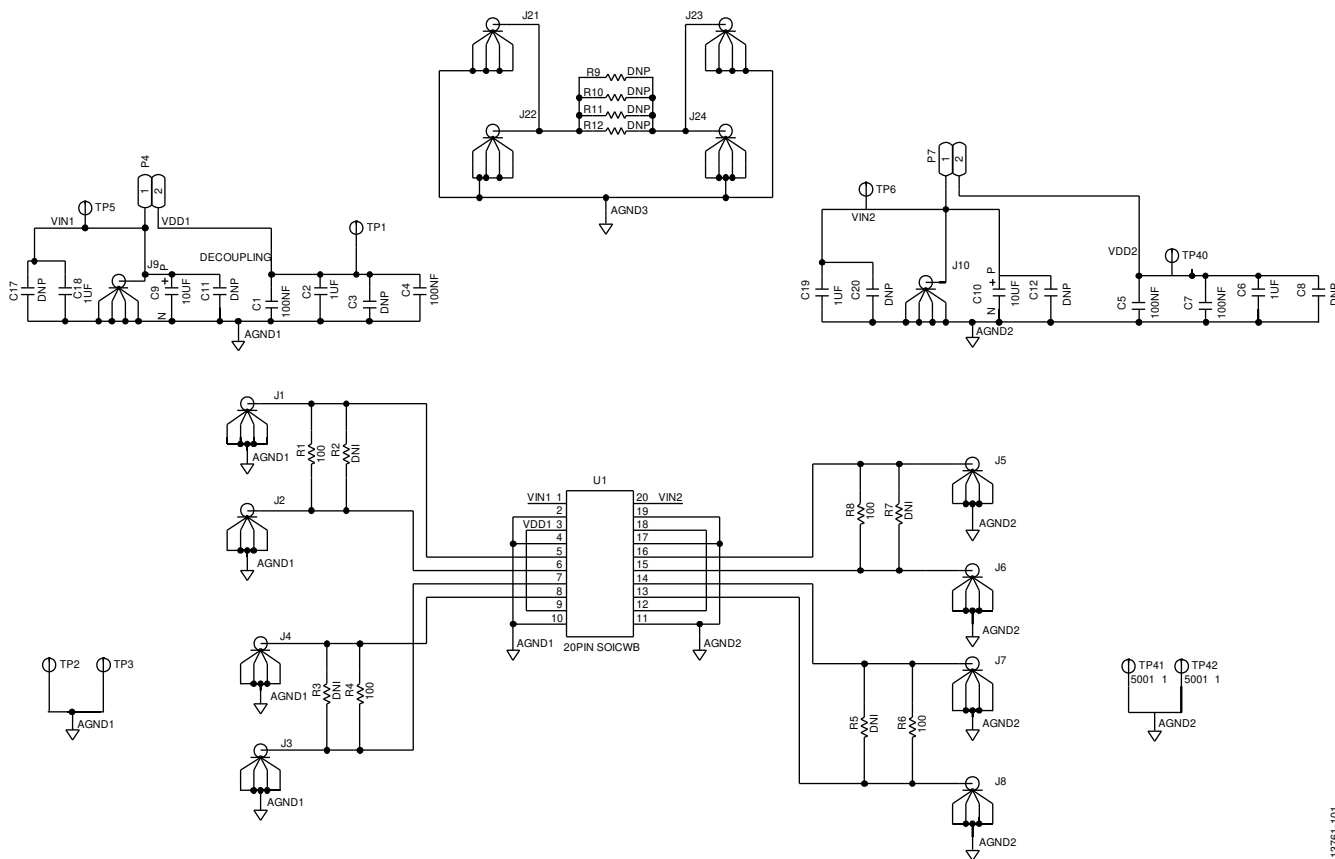 J21
J23
R9 DNP
R10 DNP
R11 DNP
R12 DNP
J22
J24
AGND3
P4
1
2
TP5
VIN1
VDD1
TP1
DECOUPLING
J9
C17
DNP
C18
1UF
C9
10UF
+
P
N
C11
DNP
C1
100NF
C2
1UF
C3
DNP
C4
100NF
AGND1
P7
1
2
TP6
VIN2
VDD2
TP40
J10
C19
1UF
C20
DNP
C10
10UF
+
P
N
C12
DNP
C5
100NF
C7
100NF
C6
1UF
C8
DNP
AGND2
J1
AGND1
R1
100
R2
DNI
J2
AGND1
J4
AGND1
R3
DNI
R4
100
J3
AGND1
U1
VIN1 1
2
VDD1 3
4
5
6
7
8
9
10
20 VIN2
19
18
17
16
15
14
13
12
11
AGND1
AGND2
20PIN SOICWB
J5
AGND2
R8
100
R7
DNI
J6
AGND2
J7
AGND2
R5
DNI
R6
100
J8
AGND2
TP2
TP3
AGND1
TP41
5001 1
TP42
5001 1
AGND2
13761-101